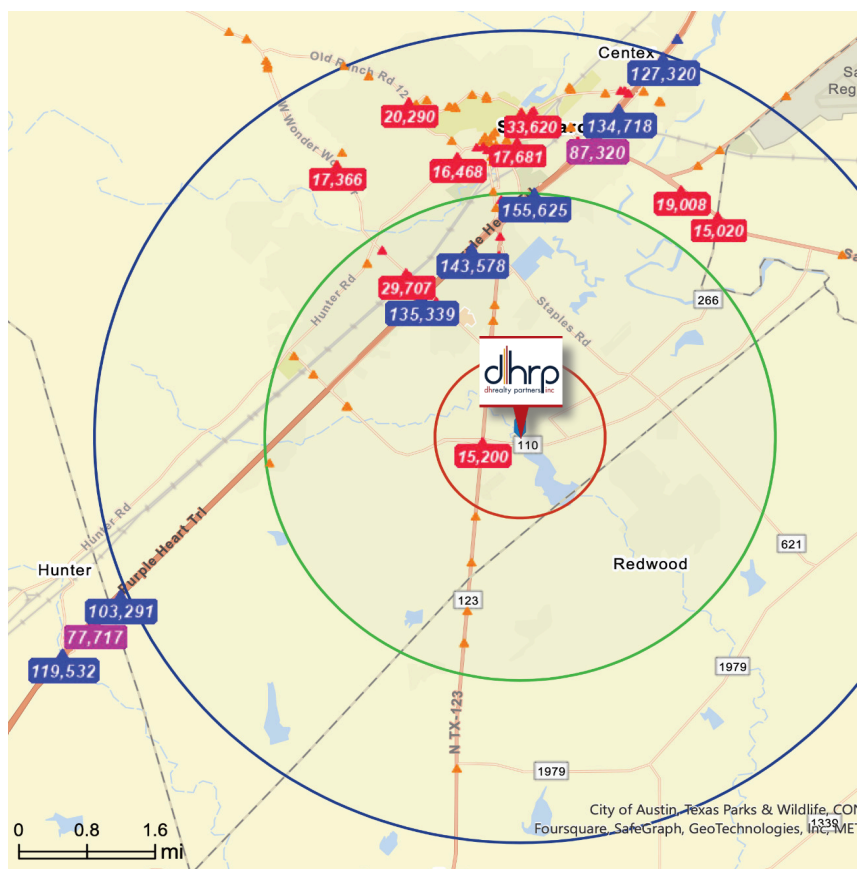 Centex
127,320
Old Ranch Rd 12
20,290
33,620
134,718
17,681
87,320
16,468
17,366
19,008
155,625
15,020
143,578
29,707
266
Hunter Rd
135,339
Staples Rd
dhrp
dhrealty partners inc
110
15,200
Hunter Rd
Purple Heart Trl
621
Hunter
Redwood
123
103,291
77,717
119,532
1979
N TX-123
1979
City of Austin, Texas Parks & Wildlife, CON
Foursquare, SafeGraph, GeoTechnologies, Inc, MET
1339
0 0.8 1.6
mi